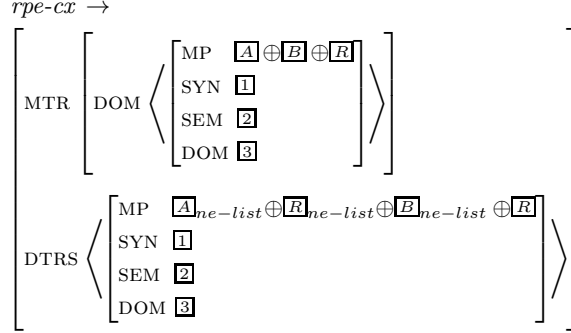 rpe-cx →
MTR [DOM ⟨[MP [A] ⊕ [B] ⊕ [R]
SYN [1]
SEM [2]
DOM [3]]⟩]
DTRS ⟨[MP [A]ne−list ⊕ [R]ne−list ⊕ [B]ne−list ⊕ [R]
SYN [1]
SEM [2]
DOM [3]]⟩